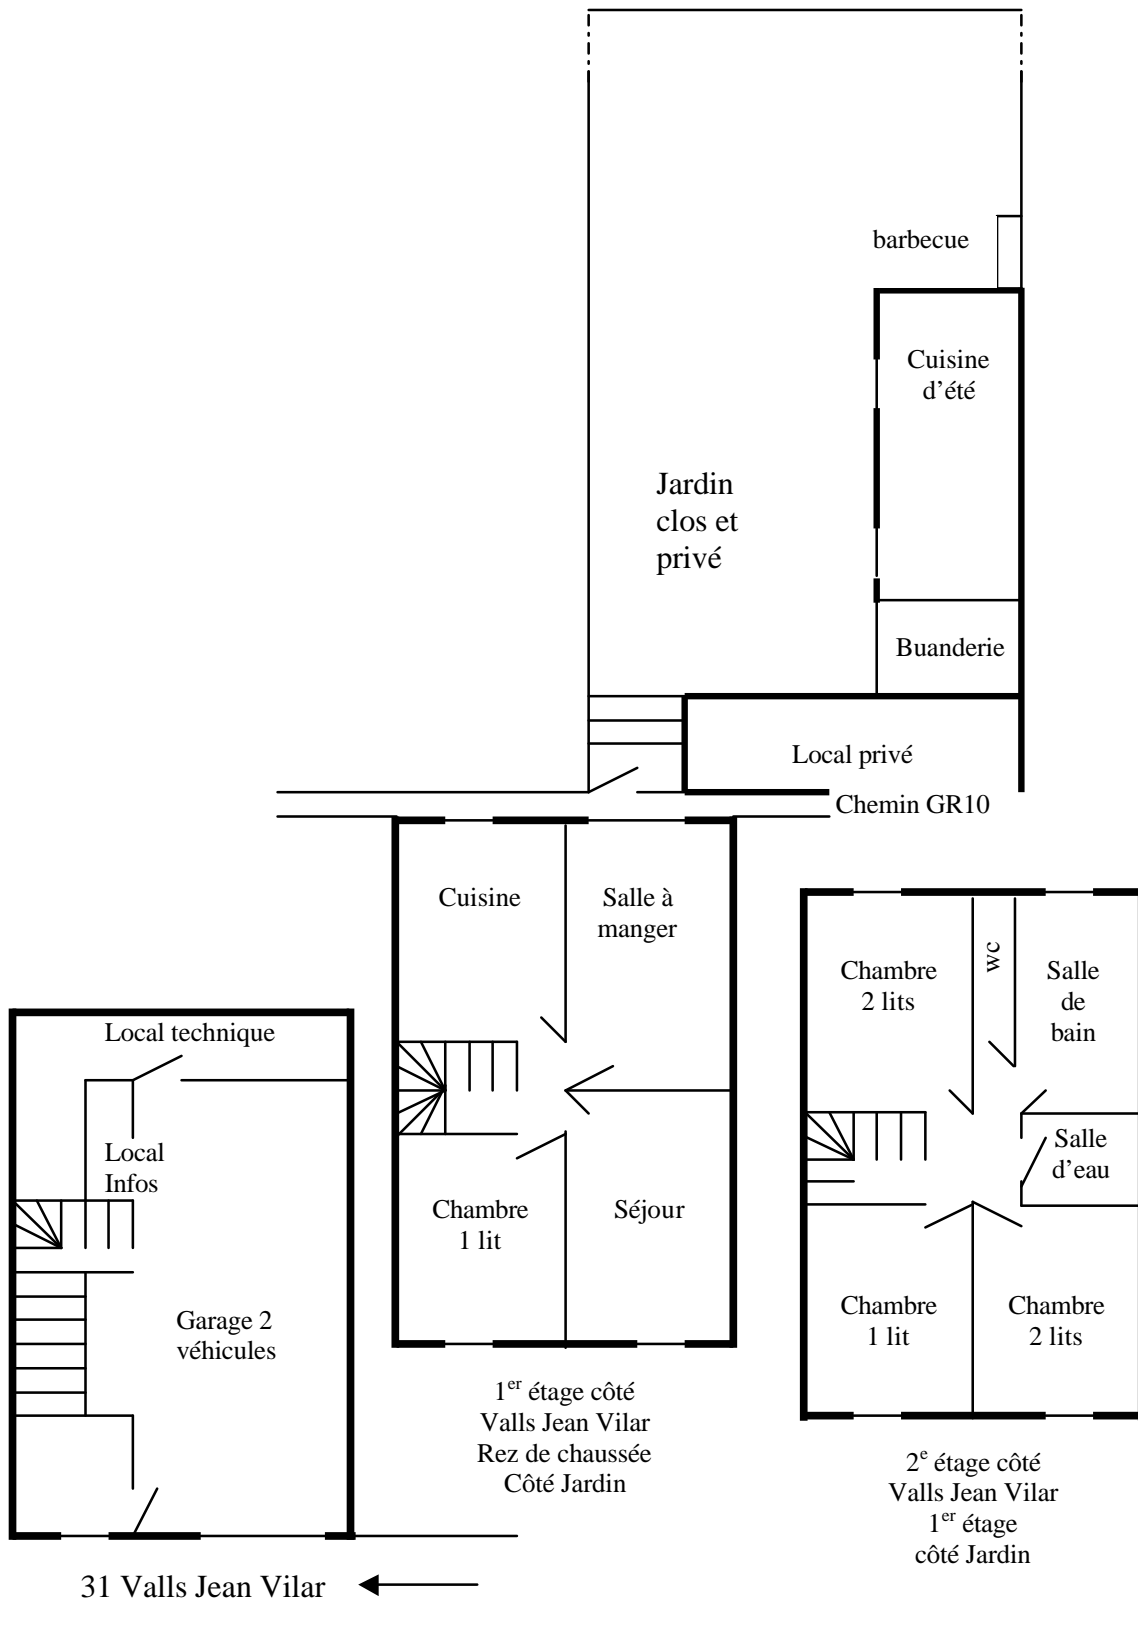 barbecue
Cuisine
d’été
Jardin
clos et
privé
Buanderie
Local privé
Chemin GR10
Cuisine
Salle à
manger
Chambre
1 lit
Séjour
1er étage côté
Valls Jean Vilar
Rez de chaussée
Côté Jardin
Chambre
2 lits
wc
Salle
de
bain
Salle
d’eau
Chambre
1 lit
Chambre
2 lits
2e étage côté
Valls Jean Vilar
1er étage
côté Jardin
Local technique
Local
Infos
Garage 2
véhicules
31 Valls Jean Vilar